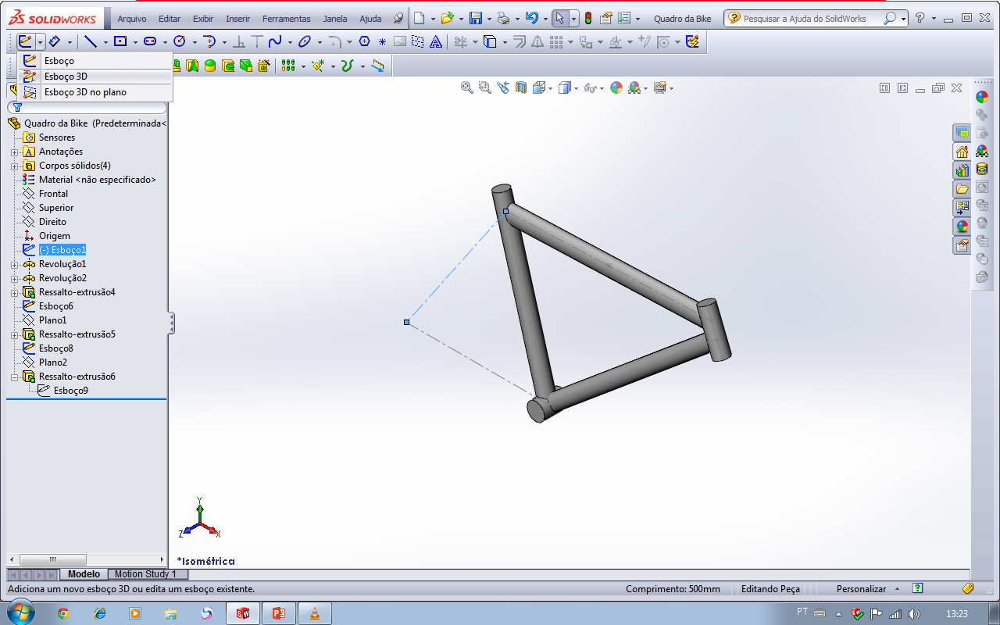 SOLIDWORKS Arquivo Editar Exibir Inserir Ferramentas Janela Ajuda Quadro da Bike Pesquisar a Ajuda do SolidWorks
Esboço
3D Esboço 3D
Esboço 3D no plano
Quadro da Bike (Predeterminada<
Sensores
A Anotações
Corpos sólidos(4)
Material <não especificado>
Frontal
Superior
Direito
Origem
(-) Esboço1
Revolução1
Revolução2
Ressalto-extrusão4
Esboço6
Plano1
Ressalto-extrusão5
Esboço8
Plano2
Ressalto-extrusão6
Esboço9
Y
Z X
*Isométrica
Modelo Motion Study 1
Adiciona um novo esboço 3D ou edita um esboço existente. Comprimento: 500mm Editando Peça Personalizar ?
PT 13:23